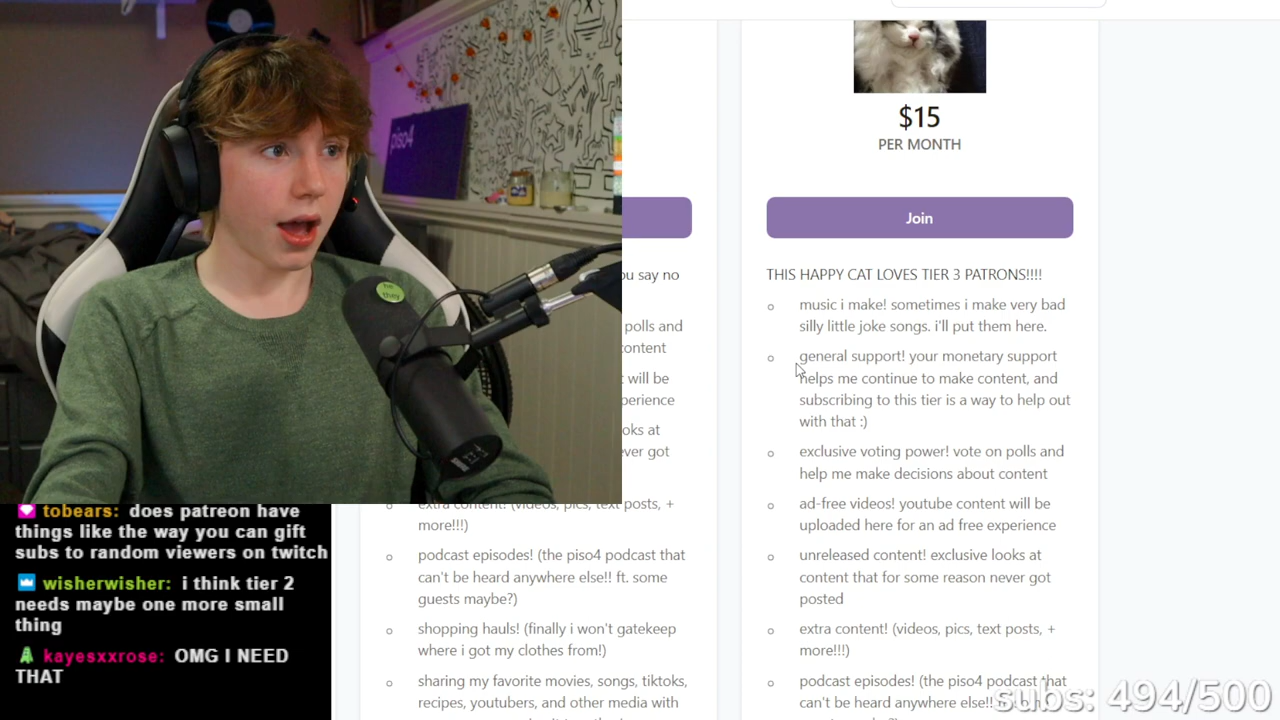 piso4
he
they
$15
PER MONTH
Join
THIS HAPPY CAT LOVES TIER 3 PATRONS!!!!
music i make! sometimes i make very bad
silly little joke songs. i'll put them here.
general support! your monetary support
helps me continue to make content, and
subscribing to this tier is a way to help out
with that :)
exclusive voting power! vote on polls and
help me make decisions about content
ad-free videos! youtube content will be
uploaded here for an ad free experience
unreleased content! exclusive looks at
content that for some reason never got
posted
extra content! (videos, pics, text posts, +
more!!!)
podcast episodes! (the piso4 podcast that
can't be heard anywhere else!!
ou say no
polls and
content
will be
perience
oks at
ever got
extra content! (videos, pics, text posts, +
more!!!)
podcast episodes! (the piso4 podcast that
can't be heard anywhere else!! ft. some
guests maybe?)
shopping hauls! (finally i won't gatekeep
where i got my clothes from!)
sharing my favorite movies, songs, tiktoks,
recipes, youtubers, and other media with
tobears: does patreon have
things like the way you can gift
subs to random viewers on twitch
wisherwisher: i think tier 2
needs maybe one more small
thing
kayesxxrose: OMG I NEED
THAT
subs: 494/500